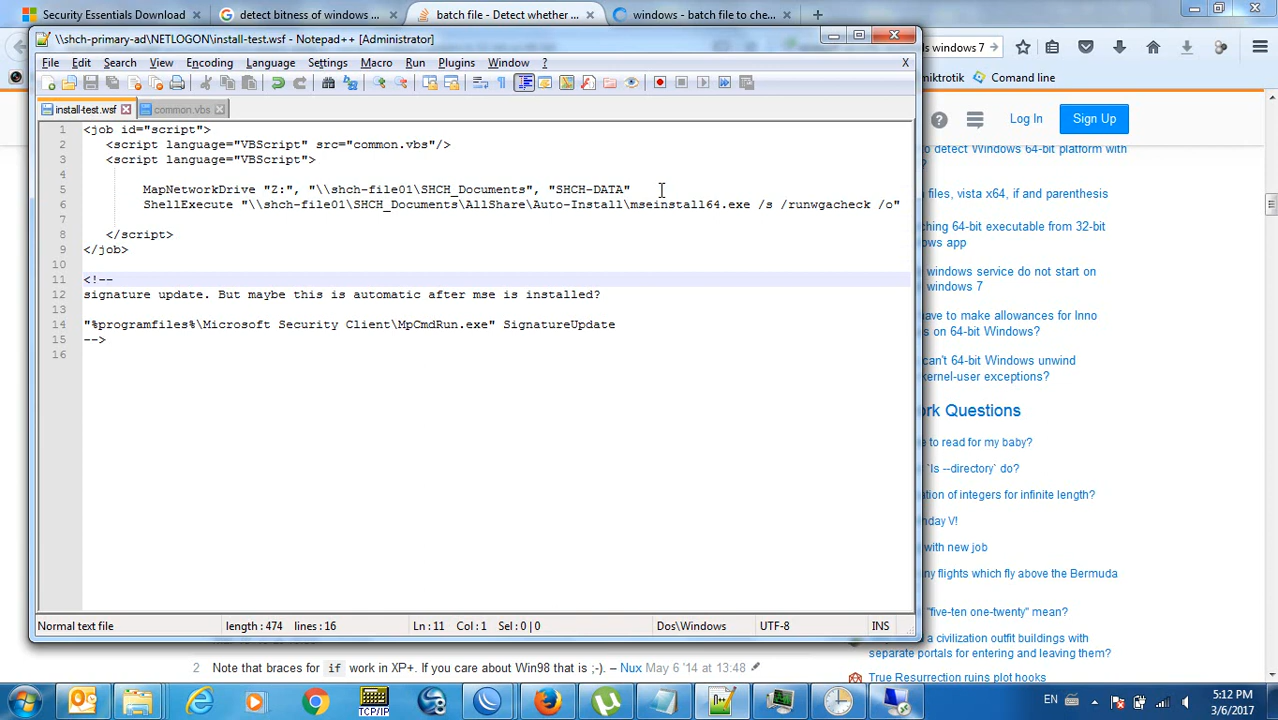 Security Essentials Download
detect bitness of windows ...
batch file - Detect whether ...
windows - batch file to che...
\\shch-primary-ad\NETLOGON\install-test.wsf - Notepad++ [Administrator]
File Edit Search View Encoding Language Settings Macro Run Plugins Window ? X
install-test.wsf common.vbs
1 <job id="script">
2 <script language="VBScript" src="common.vbs"/>
3 <script language="VBScript">
4
5 MapNetworkDrive "Z:", "\\shch-file01\SHCH_Documents", "SHCH-DATA"
6 ShellExecute "\\shch-file01\SHCH_Documents\AllShare\Auto-Install\mseinstall64.exe /s /runwgacheck /o"
7
8 </script>
9 </job>
10
11 <!--
12 signature update. But maybe this is automatic after mse is installed?
13
14 "%programfiles%\Microsoft Security Client\MpCmdRun.exe" SignatureUpdate
15 -->
16
Normal text file length : 474 lines : 16 Ln : 11 Col : 1 Sel : 0 | 0 Dos\Windows UTF-8 INS
s windows 7
miktrotik Comand line
Log In Sign Up
o detect Windows 64-bit platform with
?
files, vista x64, if and parenthesis
ching 64-bit executable from 32-bit
ows app
windows service do not start on
windows 7
ve to make allowances for Inno
s on 64-bit Windows?
can't 64-bit Windows unwind
kernel-user exceptions?
ork Questions
e to read for my baby?
`ls --directory` do?
ation of integers for infinite length?
nday V!
with new job
ny flights which fly above the Bermuda
"five-ten one-twenty" mean?
a civilization outfit buildings with
separate portals for entering and leaving them?
True Resurrection ruins plot hooks
2 Note that braces for if work in XP+. If you care about Win98 that is ;-). – Nux May 6 '14 at 13:48
TCP/IP
EN
5:12 PM
3/6/2017